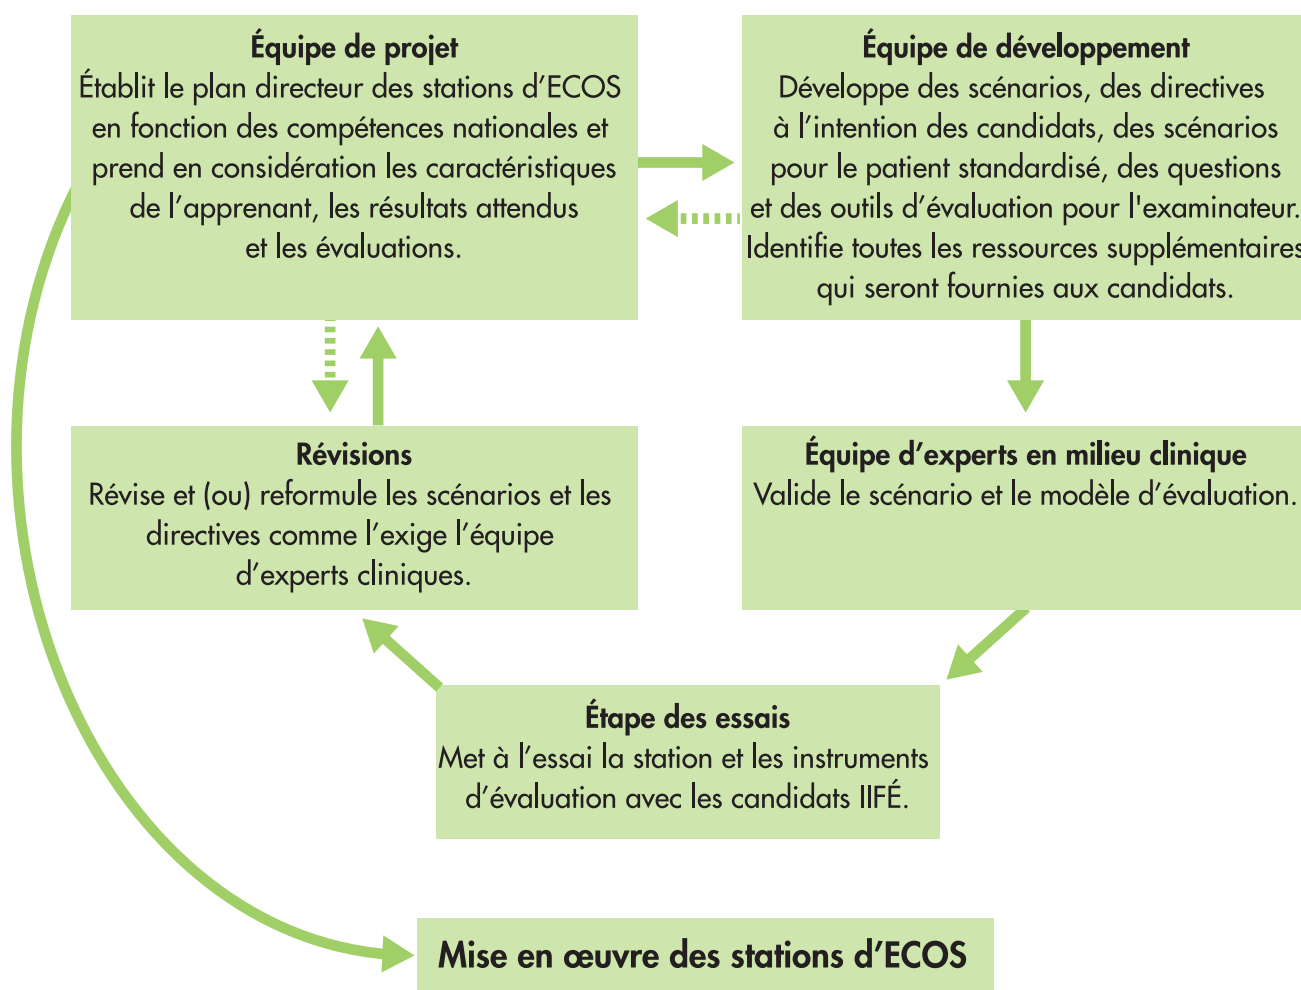 Équipe de projet
Établit le plan directeur des stations d’ECOS
en fonction des compétences nationales et
prend en considération les caractéristiques
de l’apprenant, les résultats attendus
et les évaluations.
Équipe de développement
Développe des scénarios, des directives
à l’intention des candidats, des scénarios
pour le patient standardisé, des questions
et des outils d’évaluation pour l'examinateur.
Identifie toutes les ressources supplémentaires
qui seront fournies aux candidats.
Révisions
Révise et (ou) reformule les scénarios et les
directives comme l’exige l’équipe
d’experts cliniques.
Équipe d’experts en milieu clinique
Valide le scénario et le modèle d’évaluation.
Étape des essais
Met à l’essai la station et les instruments
d’évaluation avec les candidats IIFÉ.
Mise en œuvre des stations d’ECOS